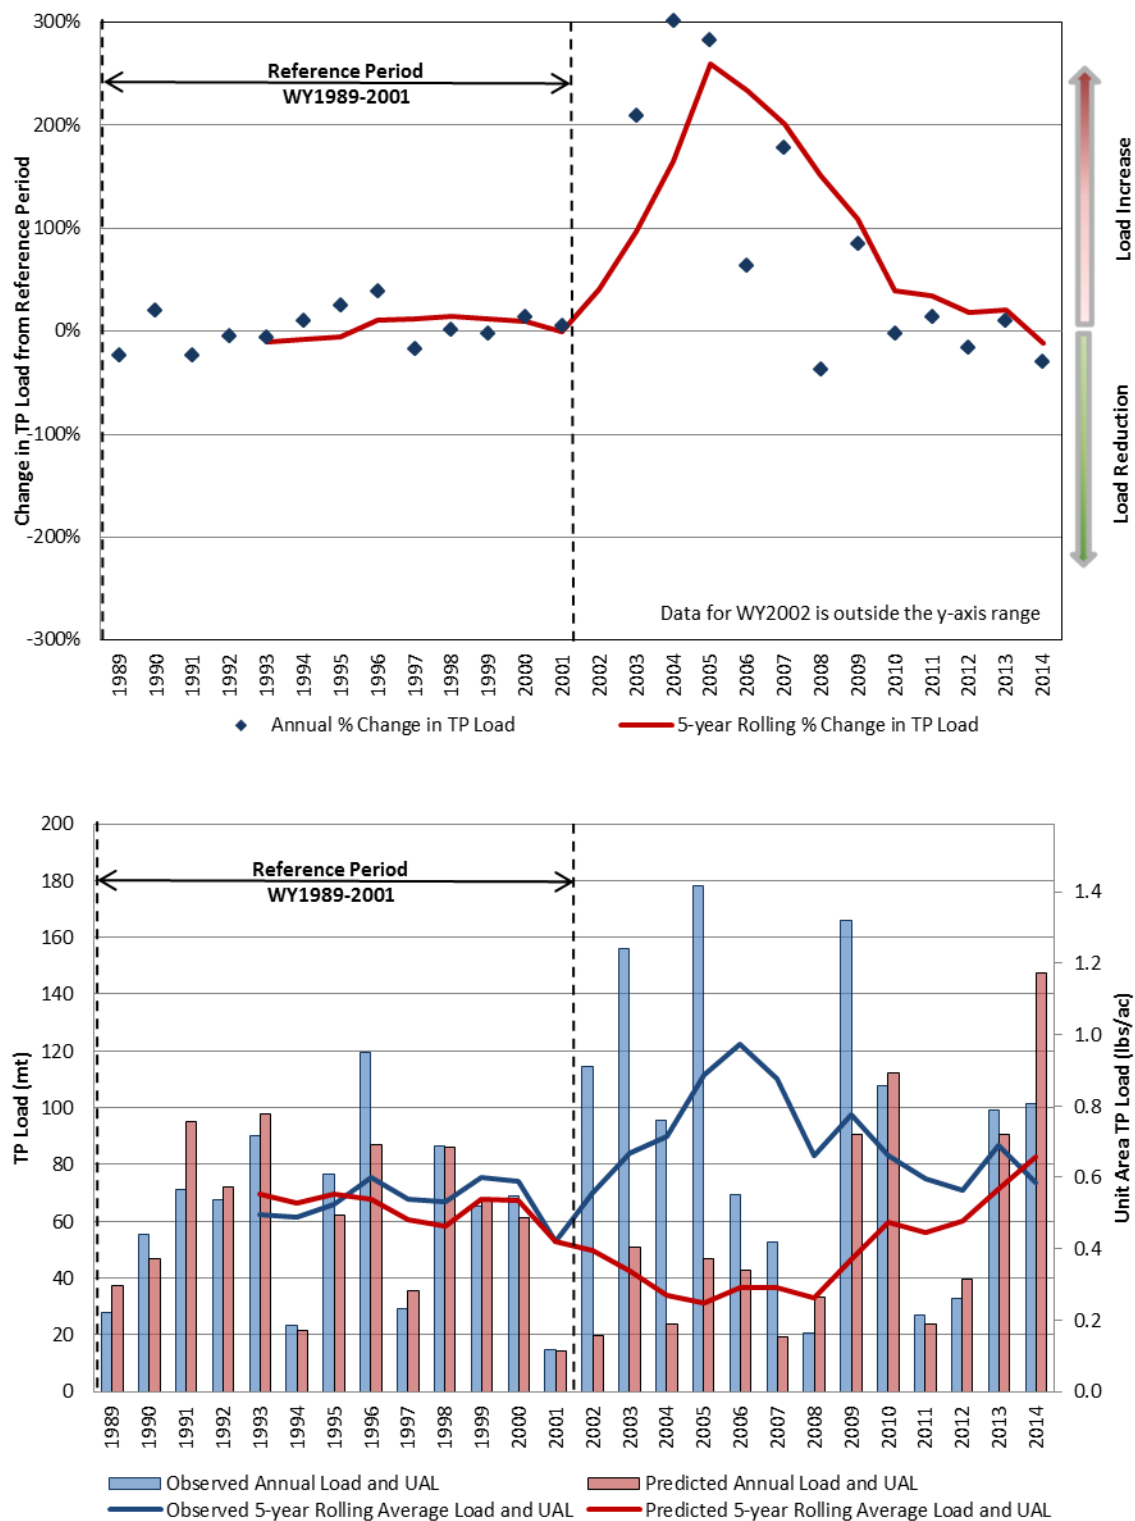 300%
200%
100%
0%
-100%
-200%
-300%
Change in TP Load from Reference Period
Reference Period
WY1989-2001
Load Increase
Load Reduction
Data for WY2002 is outside the y-axis range
1989 1990 1991 1992 1993 1994 1995 1996 1997 1998 1999 2000 2001 2002 2003 2004 2005 2006 2007 2008 2009 2010 2011 2012 2013 2014
Annual % Change in TP Load 5-year Rolling % Change in TP Load
200
180
160
140
120
100
80
60
40
20
0
TP Load (mt)
Reference Period
WY1989-2001
1.4
1.2
1.0
0.8
0.6
0.4
0.2
0.0
Unit Area TP Load (lbs/ac)
1989 1990 1991 1992 1993 1994 1995 1996 1997 1998 1999 2000 2001 2002 2003 2004 2005 2006 2007 2008 2009 2010 2011 2012 2013 2014
Observed Annual Load and UAL Predicted Annual Load and UAL
Observed 5-year Rolling Average Load and UAL Predicted 5-year Rolling Average Load and UAL